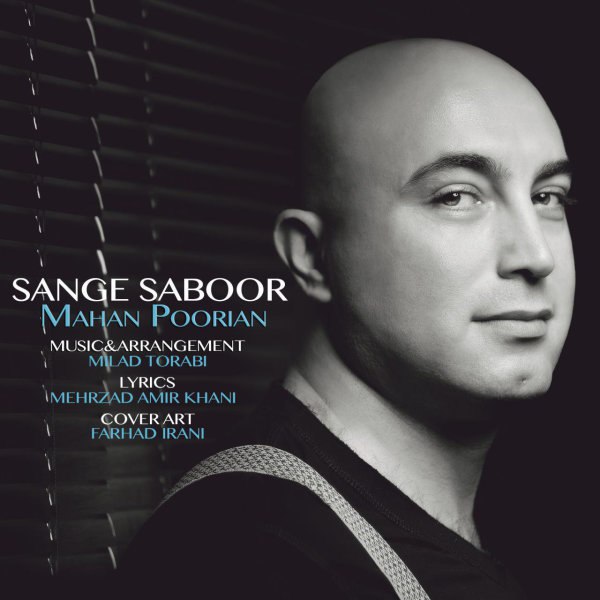 SANGE SABOOR
MAHAN POORIAN
MUSIC&ARRANGEMENT
MILAD TORABI
LYRICS
MEHRZAD AMIR KHANI
COVER ART
FARHAD IRANI